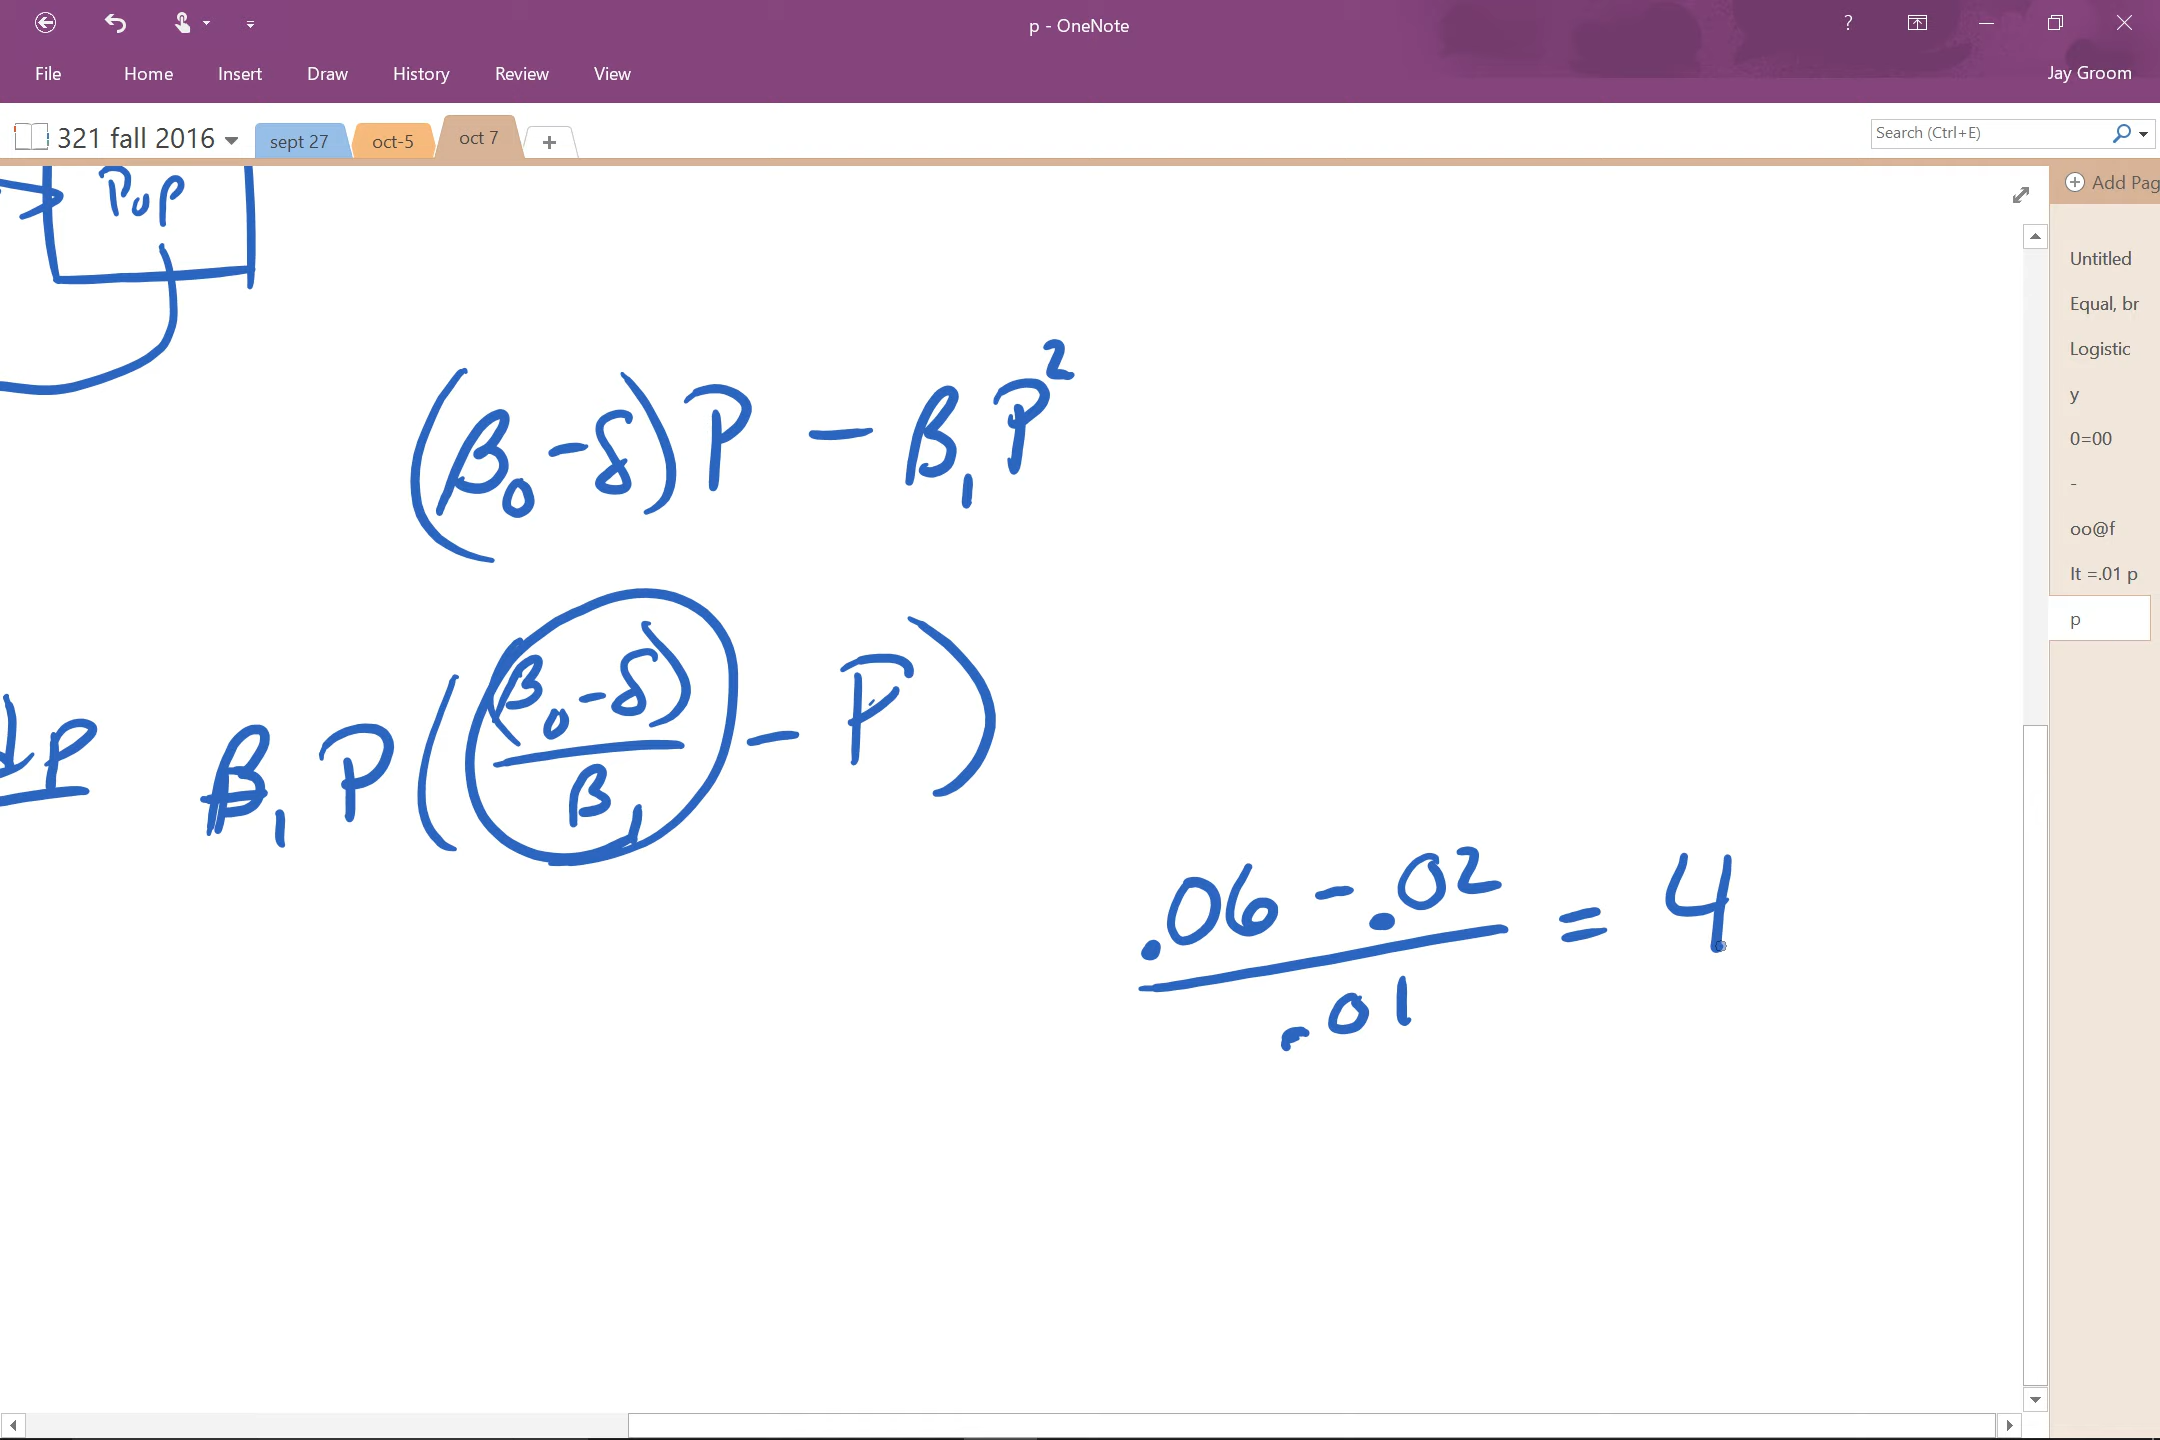 p - OneNote
?
File Home Insert Draw History Review View
Jay Groom
321 fall 2016 sept 27 oct-5 oct 7 +
Search (Ctrl+E)
Add Pag
Untitled
Equal, br
Logistic
y
0=00
-
oo@f
It =.01 p
p
Pop
(β₀ - δ)P - β₁P²
↓P β₁P((β₀ - δ)/β₁ - P)
.06 - .02 = 4
.01